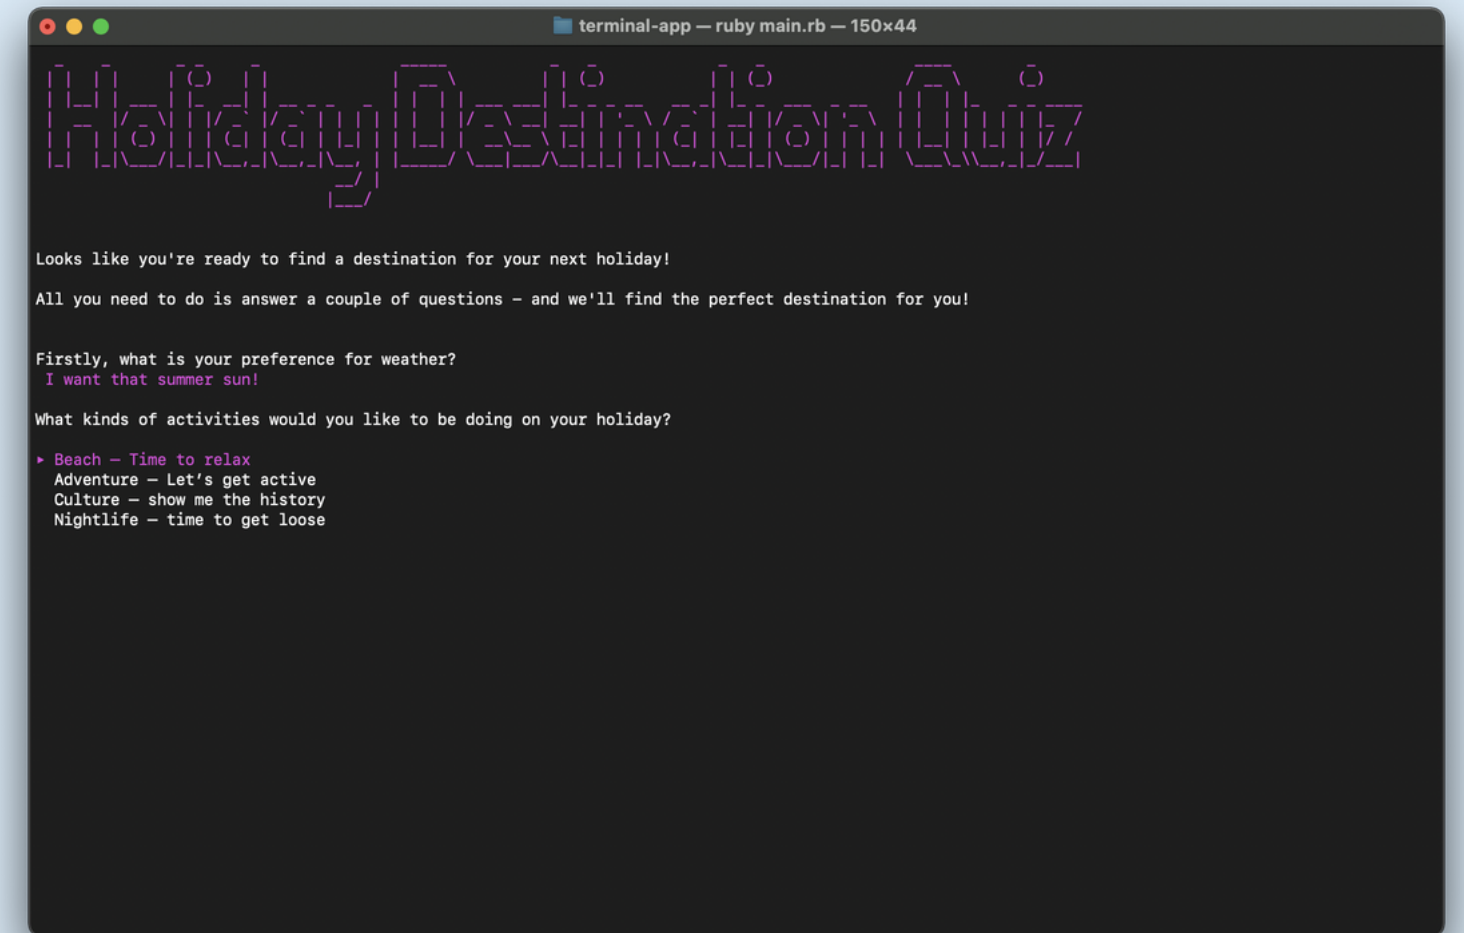 terminal-app — ruby main.rb — 150×44
Holiday Destination Quiz
Looks like you're ready to find a destination for your next holiday!
All you need to do is answer a couple of questions – and we'll find the perfect destination for you!
Firstly, what is your preference for weather?
I want that summer sun!
What kinds of activities would you like to be doing on your holiday?
‣ Beach – Time to relax
Adventure – Let’s get active
Culture – show me the history
Nightlife – time to get loose